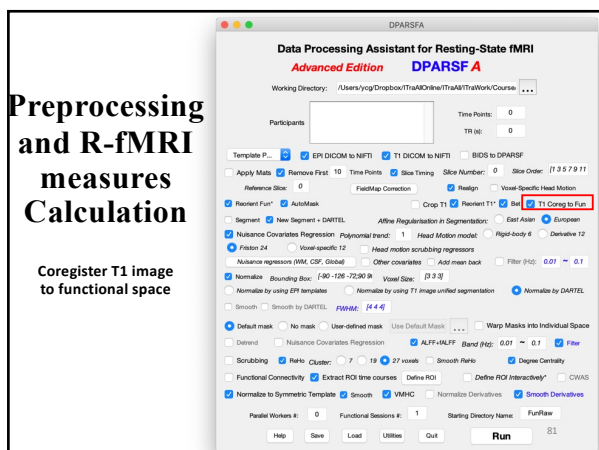 Preprocessing
and R-fMRI
measures
Calculation
Coregister T1 image
to functional space
DPARSFA
Data Processing Assistant for Resting-State fMRI
Advanced Edition DPARSF A
Working Directory: /Users/ycg/Dropbox/ITraAllOnline/ITraAll/ITraWork/Course/ ...
Participants
Time Points: 0
TR (s): 0
Template P... EPI DICOM to NIFTI T1 DICOM to NIFTI BIDS to DPARSF
Apply Mats Remove First 10 Time Points Slice Timing Slice Number: 0 Slice Order: [1 3 5 7 9 11
Reference Slice: 0 FieldMap Correction Realign Voxel-Specific Head Motion
Reorient Fun* AutoMask Crop T1 Reorient T1* Bet T1 Coreg to Fun
Segment New Segment + DARTEL Affine Regularisation in Segmentation: East Asian European
Nuisance Covariates Regression Polynomial trend: 1 Head Motion model: Rigid-body 6 Derivative 12
Friston 24 Voxel-specific 12 Head motion scrubbing regressors
Nuisance regressors (WM, CSF, Global) Other covariates Add mean back Filter (Hz): 0.01 ~ 0.1
Normalize Bounding Box: [-90 -126 -72;90 90 Voxel Size: [3 3 3]
Normalize by using EPI templates Normalize by using T1 image unified segmentation Normalize by DARTEL
Smooth Smooth by DARTEL FWHM: [4 4 4]
Default mask No mask User-defined mask Use Default Mask ... Warp Masks into Individual Space
Detrend Nuisance Covariates Regression ALFF+fALFF Band (Hz): 0.01 ~ 0.1 Filter
Scrubbing ReHo Cluster: 7 19 27 voxels Smooth ReHo Degree Centrality
Functional Connectivity Extract ROI time courses Define ROI Define ROI Interactively* CWAS
Normalize to Symmetric Template Smooth VMHC Normalize Derivatives Smooth Derivatives
Parallel Workers #: 0 Functional Sessions #: 1 Starting Directory Name: FunRaw
Help Save Load Utilities Quit Run
81